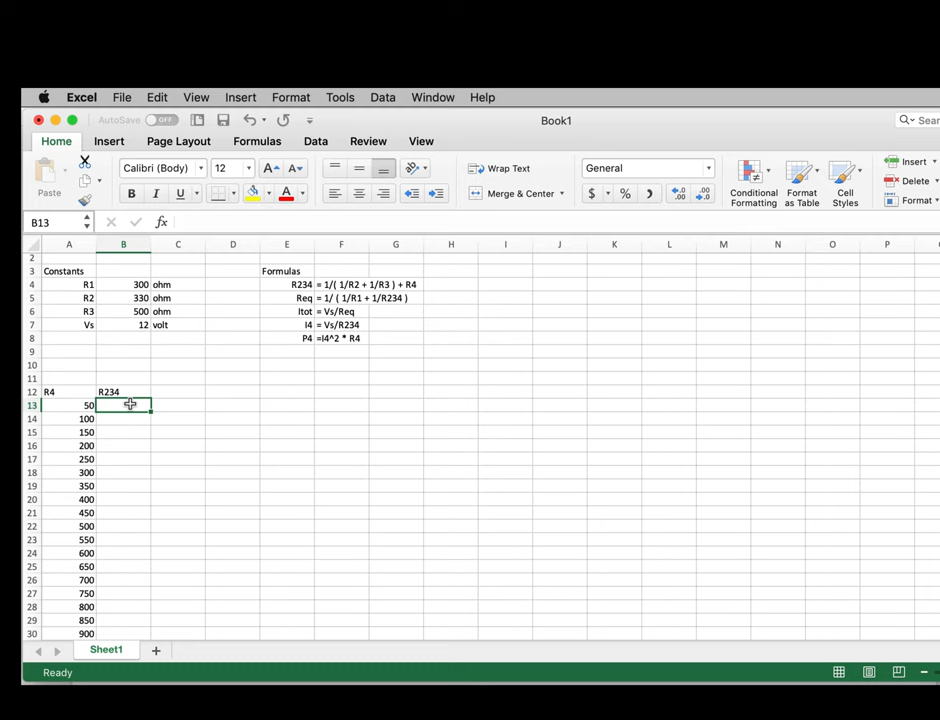 Excel File Edit View Insert Format Tools Data Window Help
AutoSave OFF Book1 Sear
Home Insert Page Layout Formulas Data Review View
Paste Calibri (Body) 12 A A ab Wrap Text General Insert
B I U A Merge & Center $ % Conditional Formatting Format as Table Cell Styles Delete
Format
B13 fx
A B C D E F G H I J K L M N O P
2
3 Constants Formulas
4 R1 300 ohm R234 = 1/( 1/R2 + 1/R3 ) + R4
5 R2 330 ohm Req = 1/ ( 1/R1 + 1/R234 )
6 R3 500 ohm Itot = Vs/Req
7 Vs 12 volt I4 = Vs/R234
8 P4 =I4^2 * R4
9
10
11
12 R4 R234
13 50
14 100
15 150
16 200
17 250
18 300
19 350
20 400
21 450
22 500
23 550
24 600
25 650
26 700
27 750
28 800
29 850
30 900
Sheet1 +
Ready